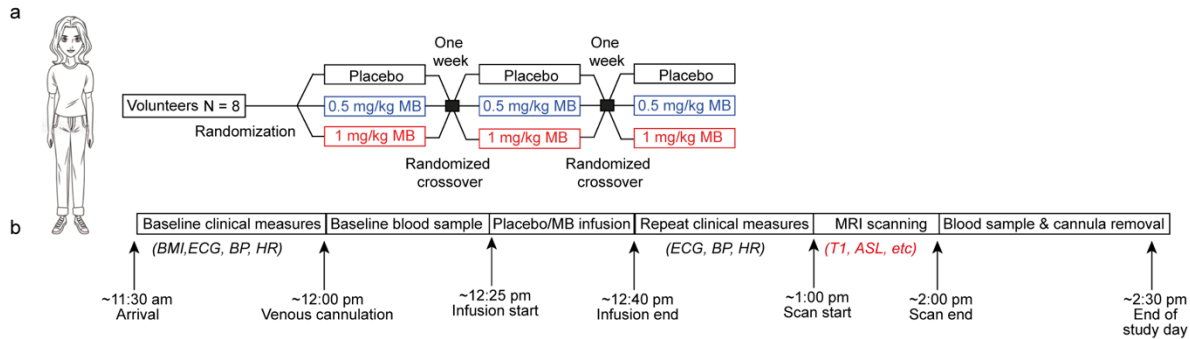 a
One week
One week
Placebo
Placebo
Placebo
Volunteers N = 8
0.5 mg/kg MB
0.5 mg/kg MB
0.5 mg/kg MB
Randomization
1 mg/kg MB
1 mg/kg MB
1 mg/kg MB
Randomized crossover
Randomized crossover
b
Baseline clinical measures
Baseline blood sample
Placebo/MB infusion
Repeat clinical measures
MRI scanning
Blood sample & cannula removal
(BMI,ECG, BP, HR)
(ECG, BP, HR)
(T1, ASL, etc)
~11:30 am
Arrival
~12:00 pm
Venous cannulation
~12:25 pm
Infusion start
~12:40 pm
Infusion end
~1:00 pm
Scan start
~2:00 pm
Scan end
~2:30 pm
End of
study day